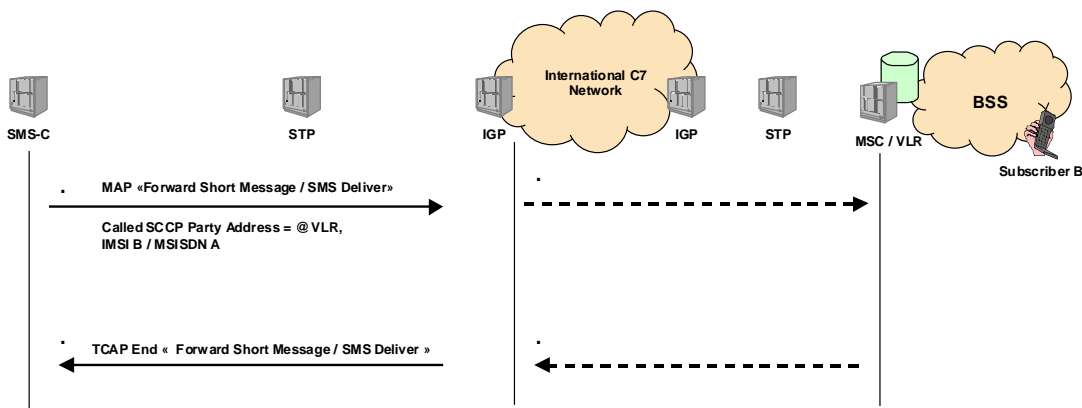 International C7
Network
BSS
SMS-C
STP
IGP
IGP
STP
MSC / VLR
Subscriber B
. MAP «Forward Short Message / SMS Deliver»
.
Called SCCP Party Address = @ VLR,
IMSI B / MSISDN A
. TCAP End « Forward Short Message / SMS Deliver »
.